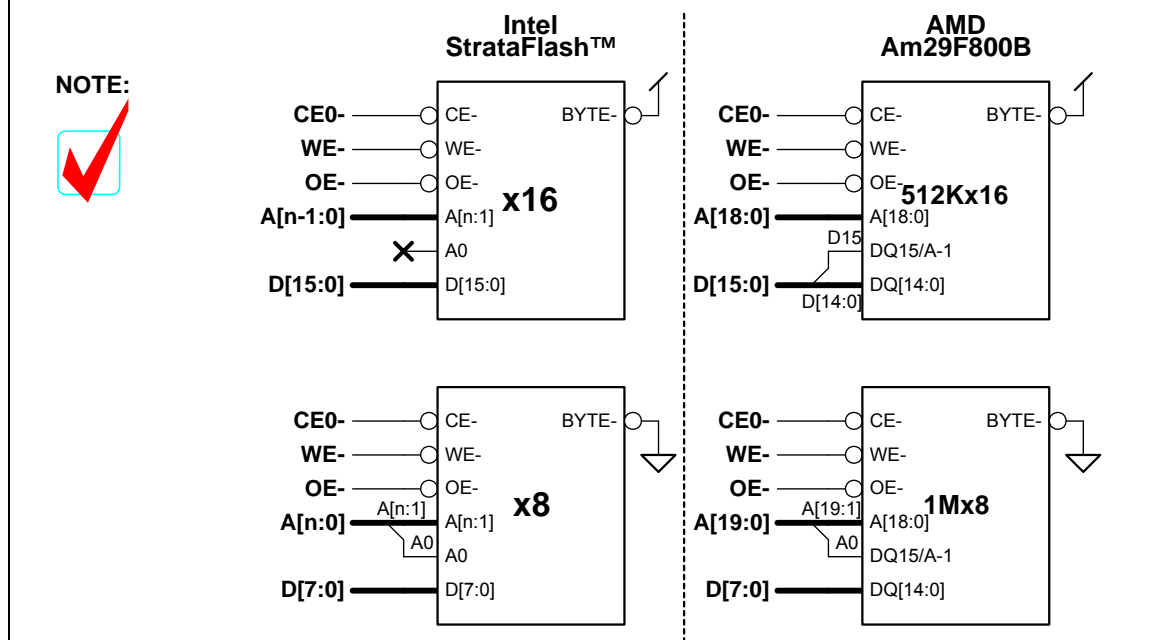 Intel
StrataFlash™
AMD
Am29F800B
NOTE:
CE0-
CE-
BYTE-
WE-
WE-
OE-
OE-
x16
A[n-1:0]
A[n:1]
A0
D[15:0]
D[15:0]
CE0-
CE-
BYTE-
WE-
WE-
OE-
OE-
512Kx16
A[18:0]
A[18:0]
D15
DQ15/A-1
D[15:0]
DQ[14:0]
D[14:0]
CE0-
CE-
BYTE-
WE-
WE-
OE-
OE-
x8
A[n:0]
A[n:1]
A[n:1]
A0
A0
D[7:0]
D[7:0]
CE0-
CE-
BYTE-
WE-
WE-
OE-
OE-
1Mx8
A[19:0]
A[19:1]
A[18:0]
A0
DQ15/A-1
D[7:0]
DQ[14:0]